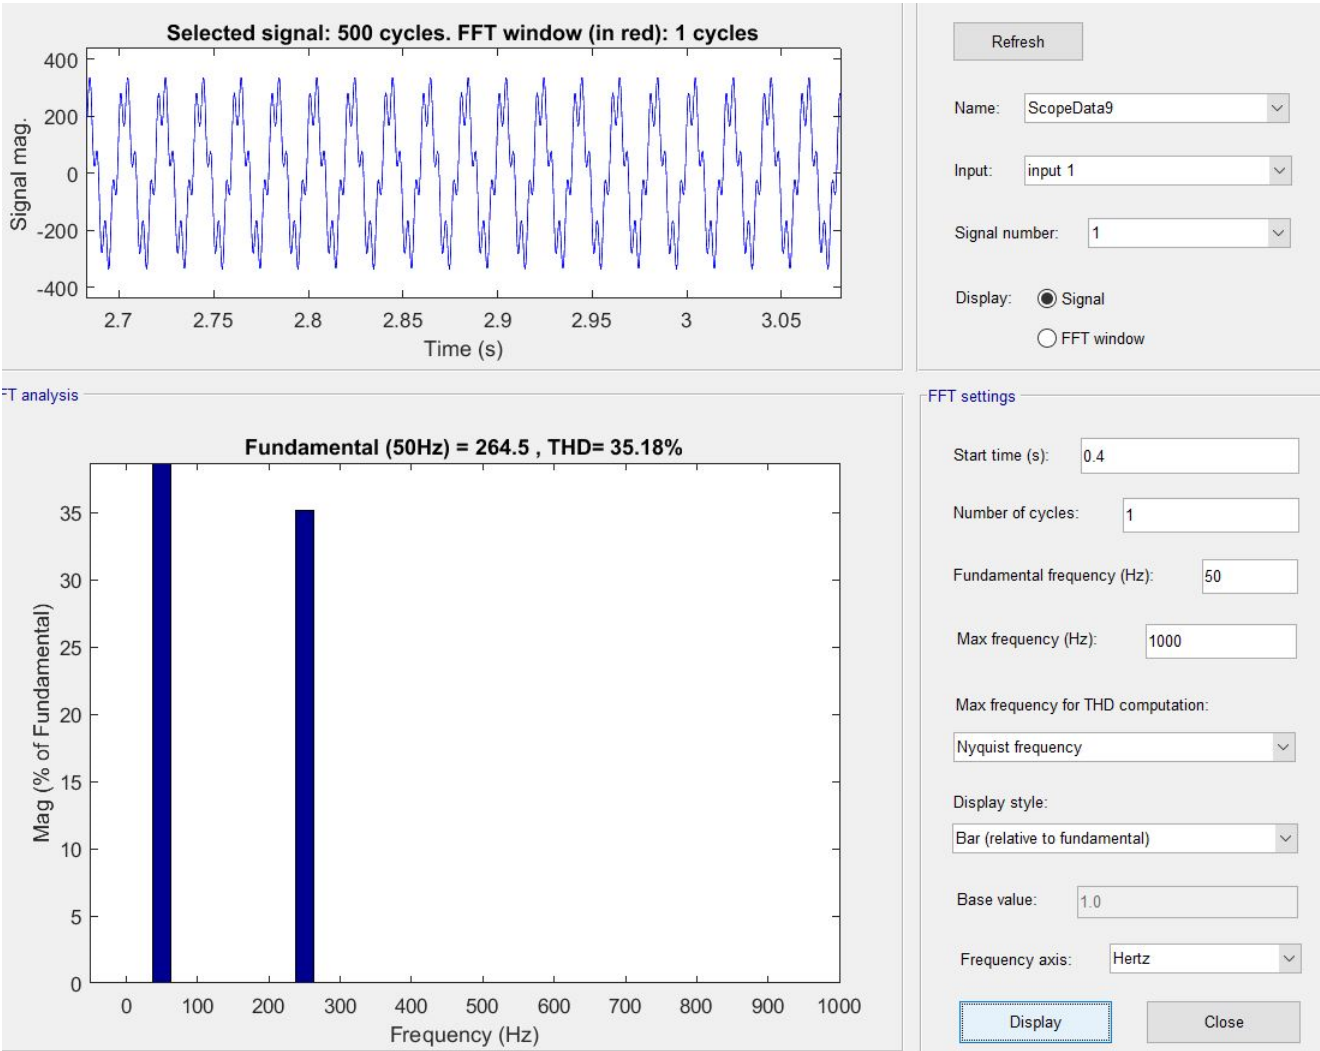 Selected signal: 500 cycles. FFT window (in red): 1 cycles
400
200
0
-200
-400
Signal mag.
2.7 2.75 2.8 2.85 2.9 2.95 3 3.05
Time (s)
Refresh
Name: ScopeData9
Input: input 1
Signal number: 1
Display: Signal
FFT window
FT analysis
Fundamental (50Hz) = 264.5 , THD= 35.18%
35
30
25
20
15
10
5
0
Mag (% of Fundamental)
0 100 200 300 400 500 600 700 800 900 1000
Frequency (Hz)
FFT settings
Start time (s): 0.4
Number of cycles: 1
Fundamental frequency (Hz): 50
Max frequency (Hz): 1000
Max frequency for THD computation:
Nyquist frequency
Display style:
Bar (relative to fundamental)
Base value: 1.0
Frequency axis: Hertz
Display Close